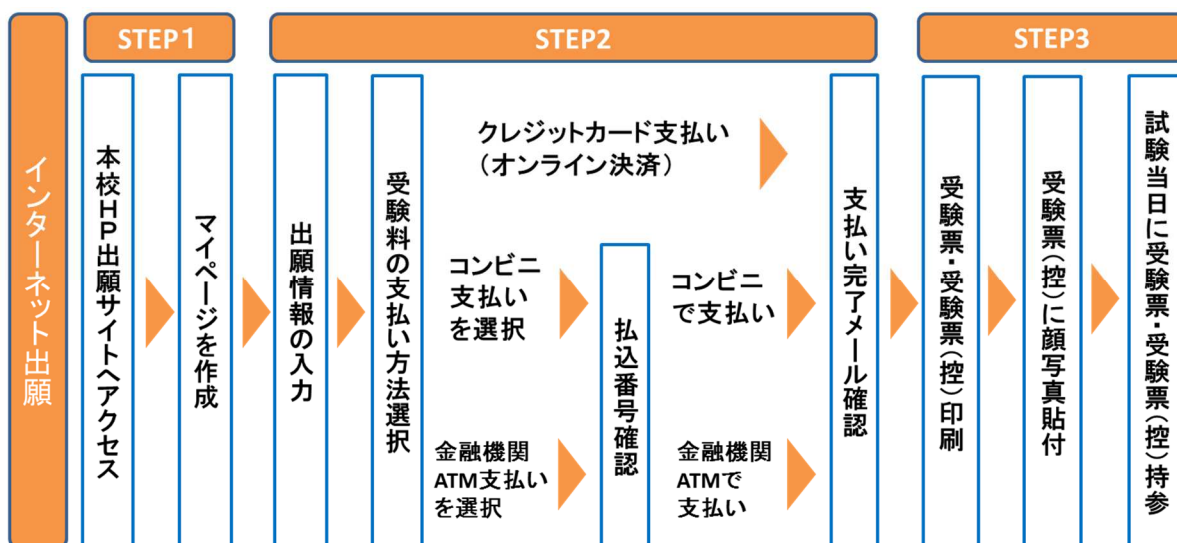 インターネット出願
STEP1
本校HP出願サイトへアクセス
マイページを作成
STEP2
出願情報の入力
受験料の支払い方法選択
クレジットカード支払い
(オンライン決済)
コンビニ
支払い
を選択
金融機関
ATM支払い
を選択
払込番号確認
コンビニ
で支払い
金融機関
ATMで
支払い
支払い完了メール確認
STEP3
受験票・受験票(控)印刷
受験票(控)に顔写真貼付
試験当日に受験票・受験票(控)持参